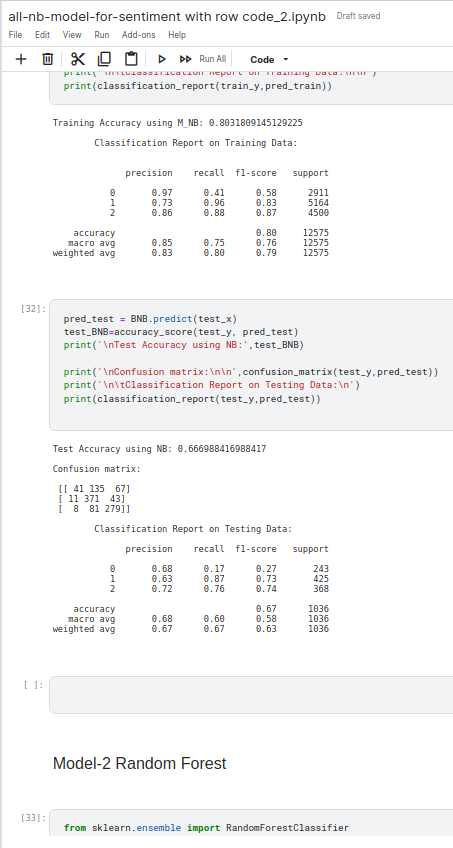 all-nb-model-for-sentiment with row code_2.ipynb Draft saved
File Edit View Run Add-ons Help
Run All Code
print('\n\tClassification Report on Training Data:\n\n')
print(classification_report(train_y,pred_train))
Training Accuracy using M_NB: 0.8031809145129225
Classification Report on Training Data:
precision recall f1-score support
0 0.97 0.41 0.58 2911
1 0.73 0.96 0.83 5164
2 0.86 0.88 0.87 4500
accuracy 0.80 12575
macro avg 0.85 0.75 0.76 12575
weighted avg 0.83 0.80 0.79 12575
[32]:
pred_test = BNB.predict(test_x)
test_BNB=accuracy_score(test_y, pred_test)
print('\nTest Accuracy using NB:',test_BNB)
print('\nConfusion matrix:\n\n',confusion_matrix(test_y,pred_test))
print('\n\tClassification Report on Testing Data:\n')
print(classification_report(test_y,pred_test))
Test Accuracy using NB: 0.666988416988417
Confusion matrix:
[[ 41 135 67]
[ 11 371 43]
[ 8 81 279]]
Classification Report on Testing Data:
precision recall f1-score support
0 0.68 0.17 0.27 243
1 0.63 0.87 0.73 425
2 0.72 0.76 0.74 368
accuracy 0.67 1036
macro avg 0.68 0.60 0.58 1036
weighted avg 0.67 0.67 0.63 1036
[ ]:
Model-2 Random Forest
[33]:
from sklearn.ensemble import RandomForestClassifier